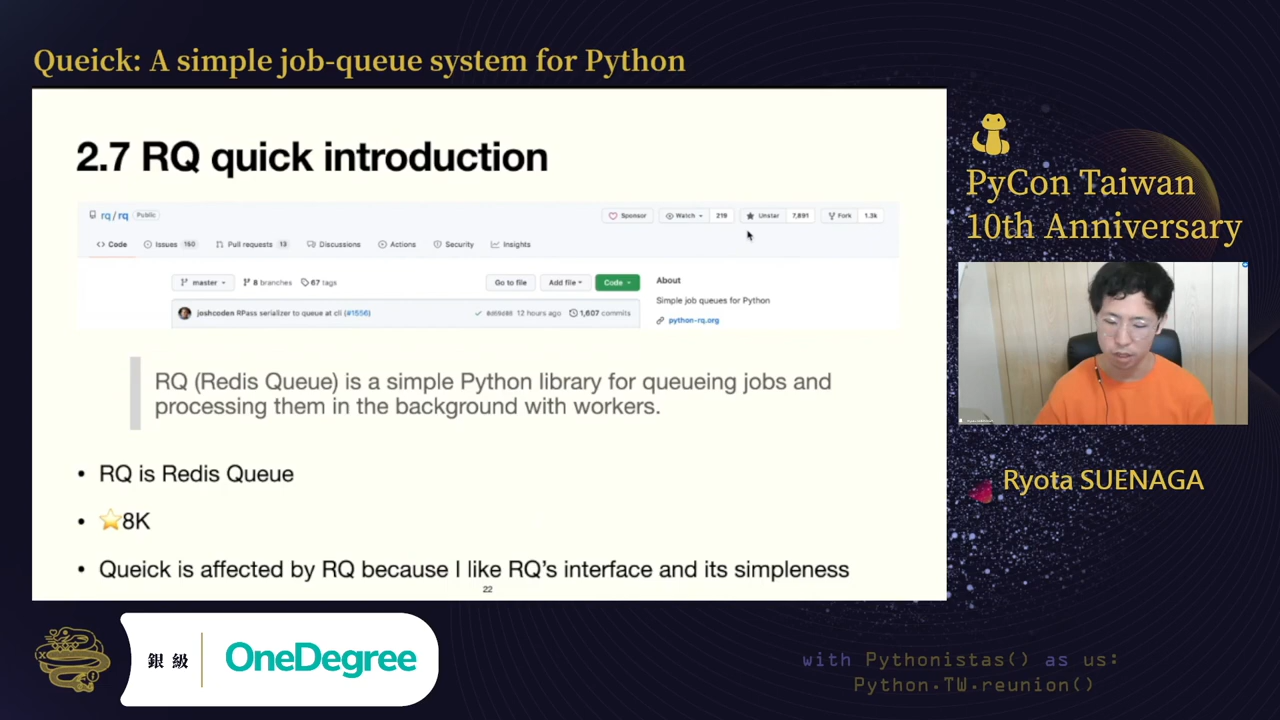 Queick: A simple job-queue system for Python
2.7 RQ quick introduction
rq / rq Public
Sponsor Watch 219 Unstar 7,891 Fork 1.3k
Code Issues 160 Pull requests 13 Discussions Actions Security Insights
master 8 branches 67 tags Go to file Add file Code
About
Simple job queues for Python
joshcoden RPass serializer to queue at cli (#1556) 12 hours ago 1,607 commits
python-rq.org
RQ (Redis Queue) is a simple Python library for queueing jobs and
processing them in the background with workers.
• RQ is Redis Queue
• ⭐8K
• Queick is affected by RQ because I like RQ's interface and its simpleness
22
PyCon Taiwan
10th Anniversary
Ryota SUENAGA
銀級
OneDegree
with Pythonistas() as us:
Python.TW.reunion()